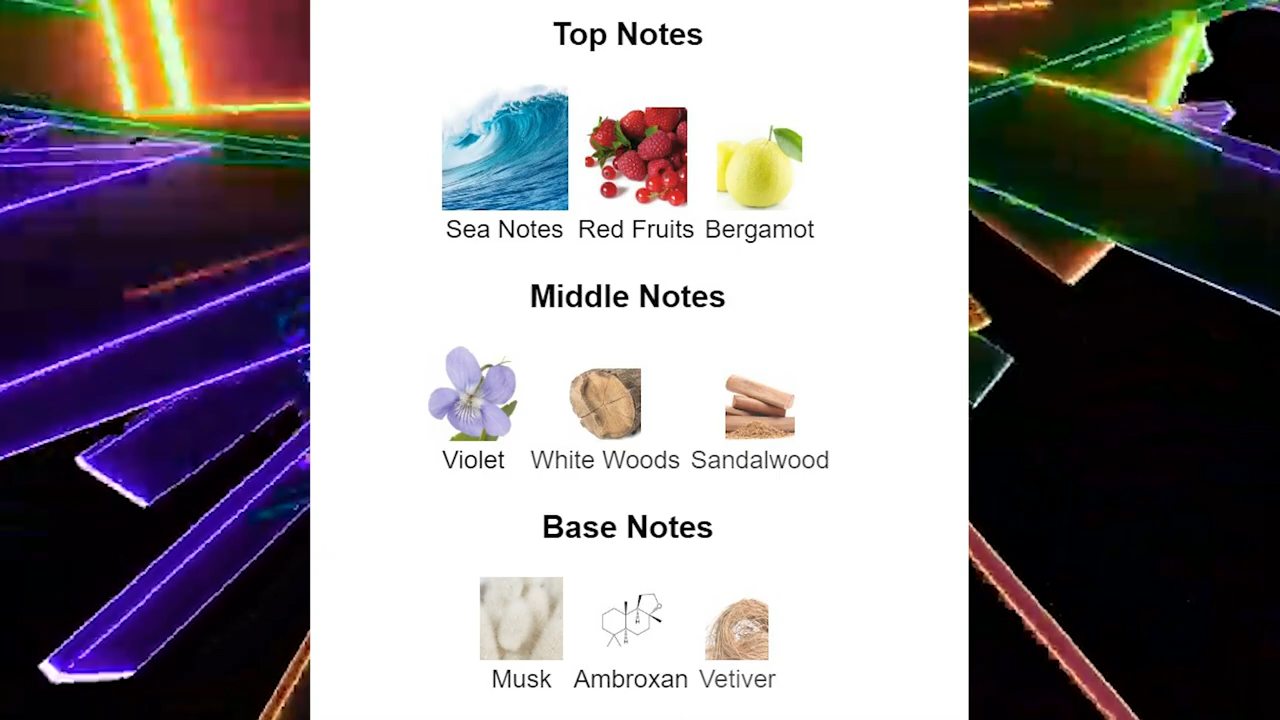 Top Notes
Sea Notes Red Fruits Bergamot
Middle Notes
Violet White Woods Sandalwood
Base Notes
Musk Ambroxan Vetiver